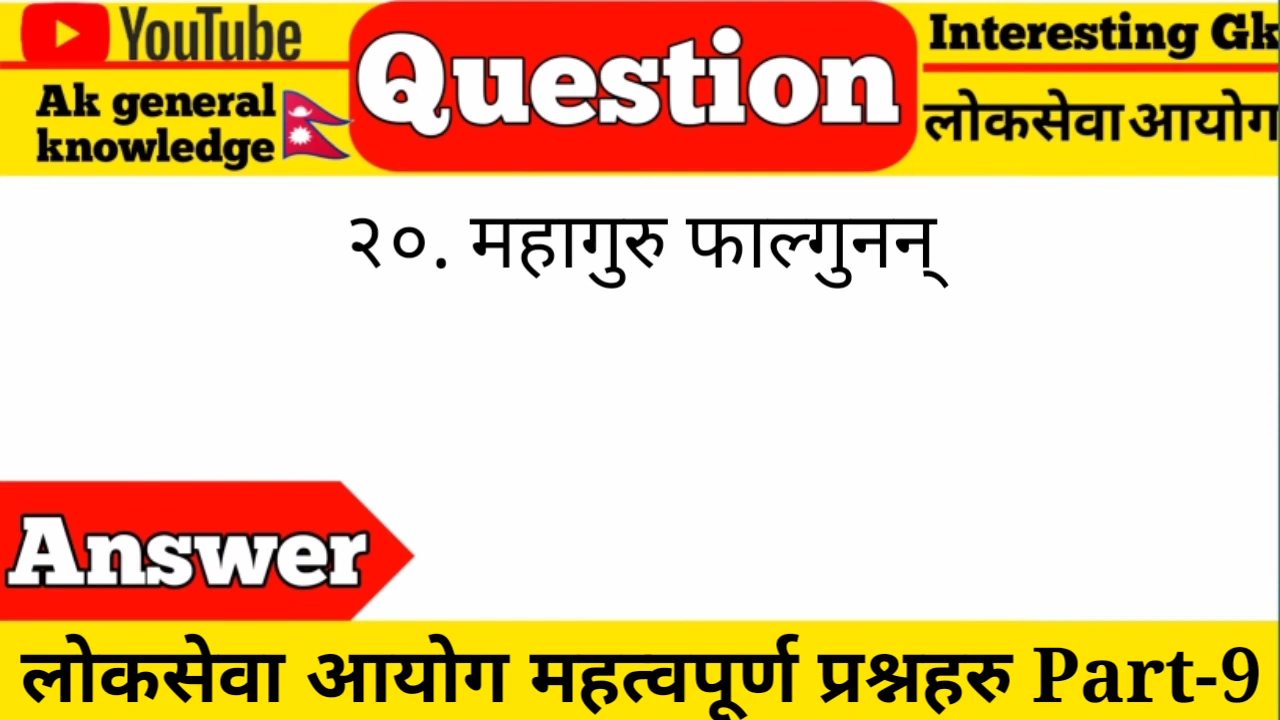 YouTube
Ak general
knowledge
Question
Interesting Gk
लोकसेवा आयोग
२०. महागुरु फाल्गुनन्
Answer
लोकसेवा आयोग महत्वपूर्ण प्रश्नहरु Part-9